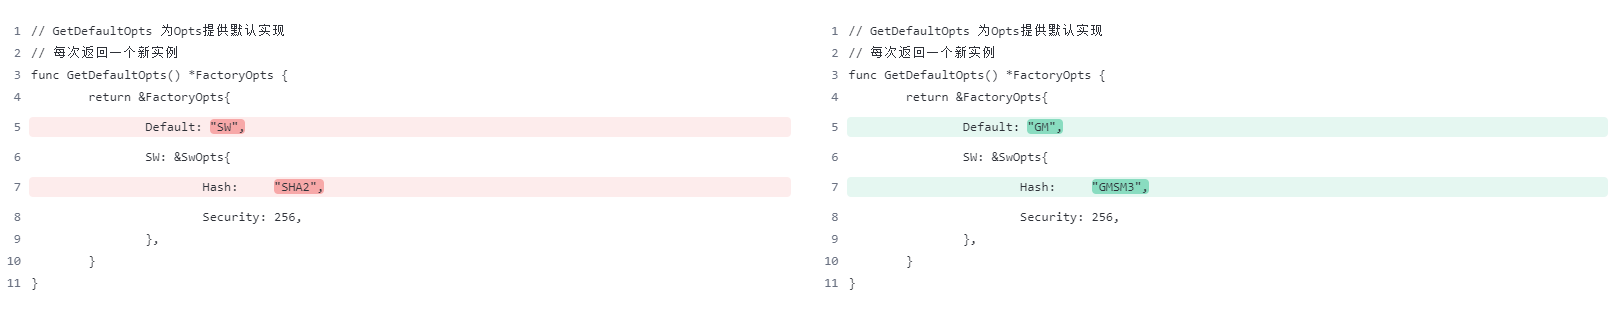 1 // GetDefaultOpts 为Opts提供默认实现
2 // 每次返回一个新实例
3 func GetDefaultOpts() *FactoryOpts {
4 return &FactoryOpts{
5 Default: "SW",
6 SW: &SwOpts{
7 Hash: "SHA2",
8 Security: 256,
9 },
10 }
11 }
1 // GetDefaultOpts 为Opts提供默认实现
2 // 每次返回一个新实例
3 func GetDefaultOpts() *FactoryOpts {
4 return &FactoryOpts{
5 Default: "GM",
6 SW: &SwOpts{
7 Hash: "GMSM3",
8 Security: 256,
9 },
10 }
11 }